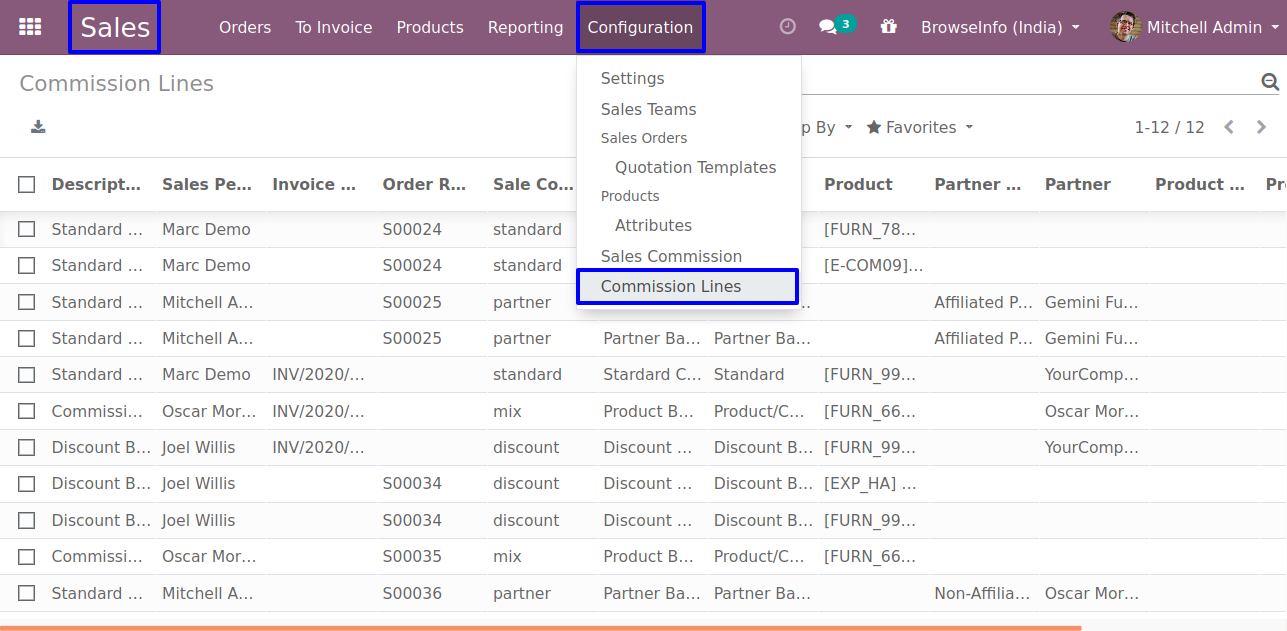 Sales Orders To Invoice Products Reporting Configuration 3 BrowseInfo (India) Mitchell Admin
Commission Lines
Settings
Sales Teams
Sales Orders
Quotation Templates
Products
Attributes
Sales Commission
Commission Lines
p By Favorites 1-12 / 12
Descript... Sales Pe... Invoice ... Order R... Sale Co... Product Partner ... Partner Product ... Pr
Standard ... Marc Demo S00024 standard [FURN_78...
Standard ... Marc Demo S00024 standard [E-COM09]...
Standard ... Mitchell A... S00025 partner Affiliated P... Gemini Fu...
Standard ... Mitchell A... S00025 partner Partner Ba... Partner Ba... Affiliated P... Gemini Fu...
Standard ... Marc Demo INV/2020/... standard Stardard C... Standard [FURN_99... YourComp...
Commissi... Oscar Mor... INV/2020/... mix Product B... Product/C... [FURN_66... Oscar Mor...
Discount B... Joel Willis INV/2020/... discount Discount ... Discount B... [FURN_99... YourComp...
Discount B... Joel Willis S00034 discount Discount ... Discount B... [EXP_HA] ...
Discount B... Joel Willis S00034 discount Discount ... Discount B... [FURN_99...
Commissi... Oscar Mor... S00035 mix Product B... Product/C... [FURN_66...
Standard ... Mitchell A... S00036 partner Partner Ba... Partner Ba... Non-Affilia... Oscar Mor...